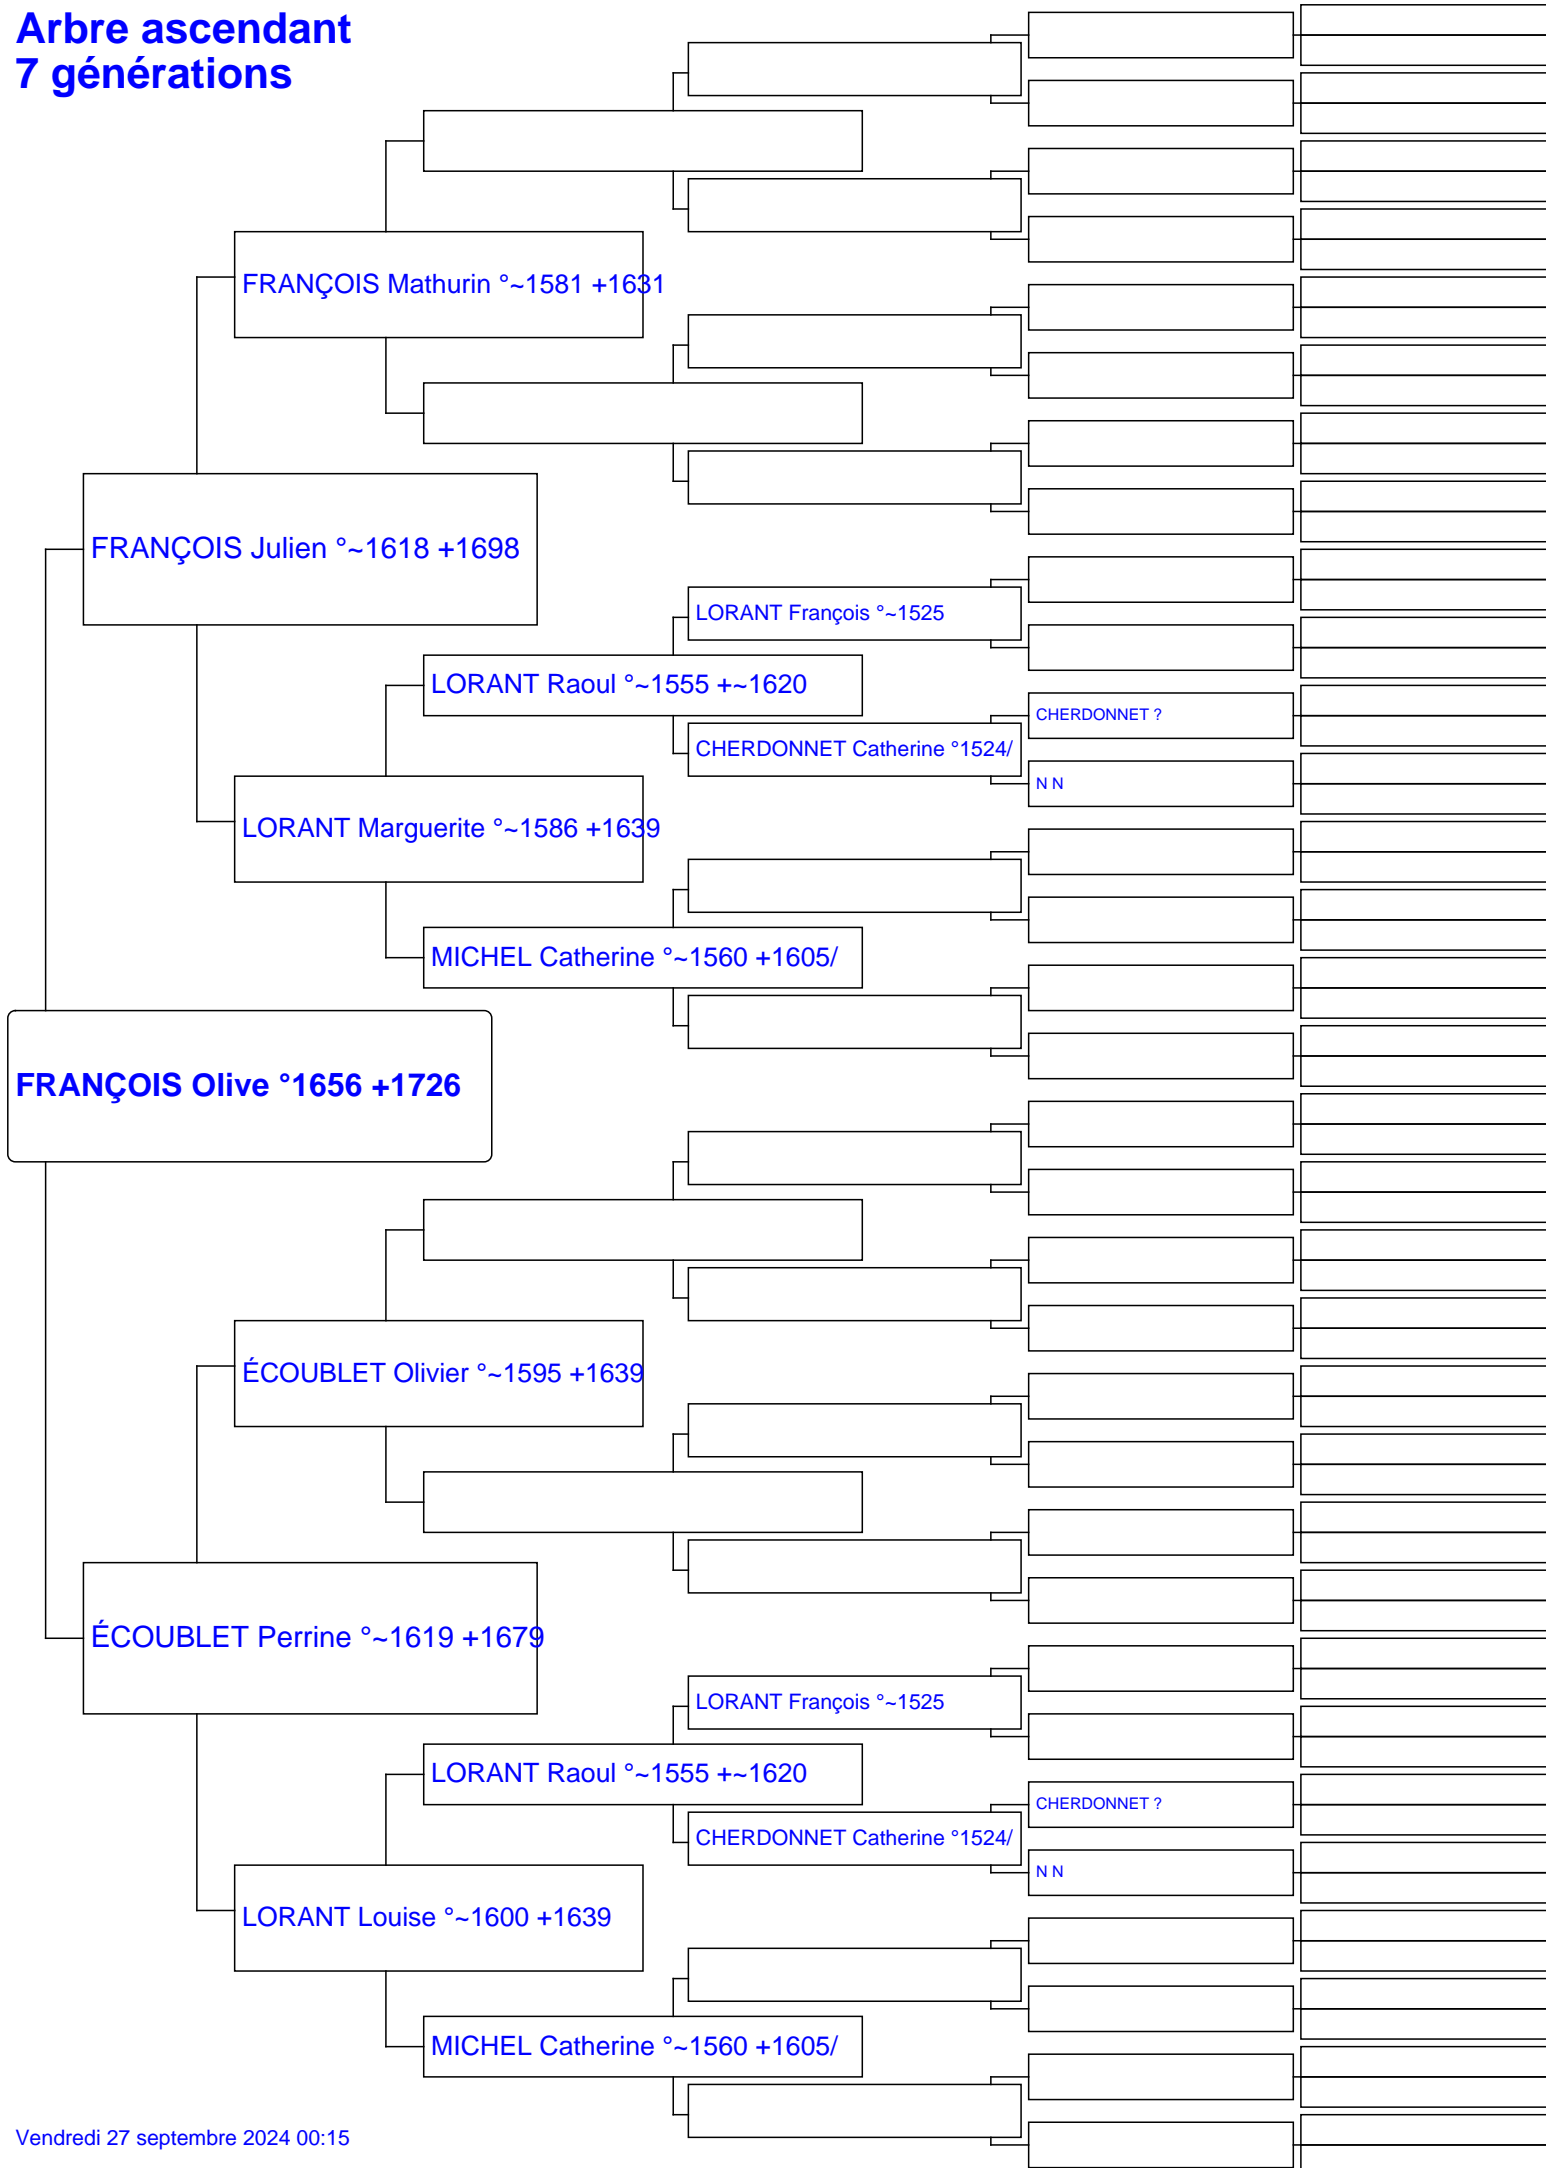 Arbre ascendant
7 générations
FRANÇOIS Mathurin °~1581 +1631
FRANÇOIS Julien °~1618 +1698
LORANT François °~1525
LORANT Raoul °~1555 +~1620
CHERDONNET ?
CHERDONNET Catherine °1524/
N N
LORANT Marguerite °~1586 +1639
MICHEL Catherine °~1560 +1605/
FRANÇOIS Olive °1656 +1726
ÉCOUBLET Olivier °~1595 +1639
ÉCOUBLET Perrine °~1619 +1679
LORANT François °~1525
LORANT Raoul °~1555 +~1620
CHERDONNET ?
CHERDONNET Catherine °1524/
N N
LORANT Louise °~1600 +1639
MICHEL Catherine °~1560 +1605/
Vendredi 27 septembre 2024 00:15